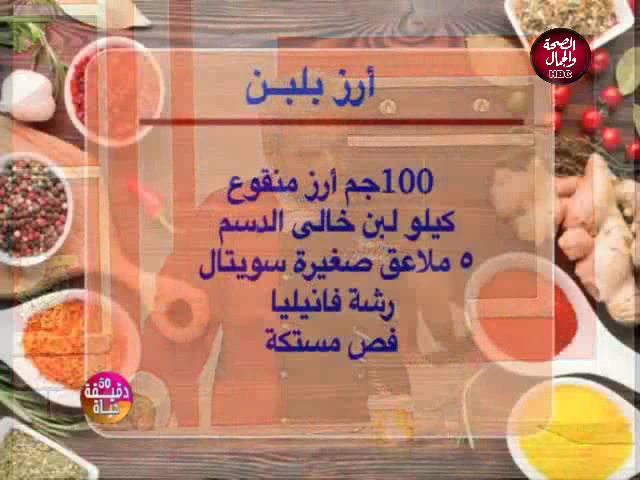 الصحة
والجمال
HBC
أرز بلبن
100جم أرز منقوع
كيلو لبن خالى الدسم
٥ ملاعق صغيرة سويتال
رشة فانيليا
فص مستكة
50
دقيقة
حياة